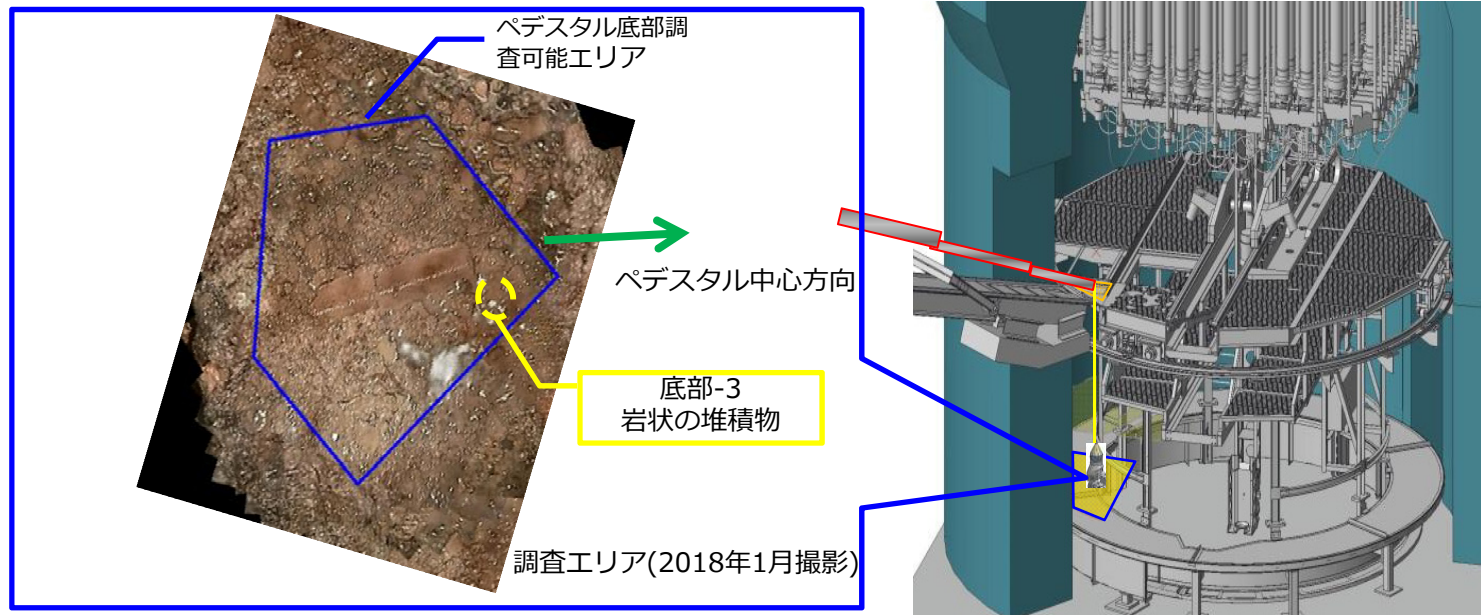 ペデスタル底部調
査可能エリア
ペデスタル中心方向
底部-3
岩状の堆積物
調査エリア(2018年1月撮影)